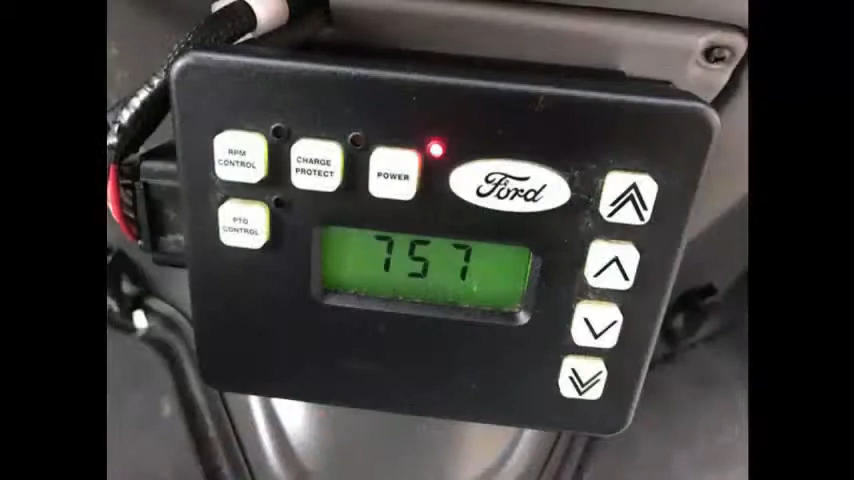 RPM
CONTROL
CHARGE
PROTECT
POWER
Ford
PTO
CONTROL
757